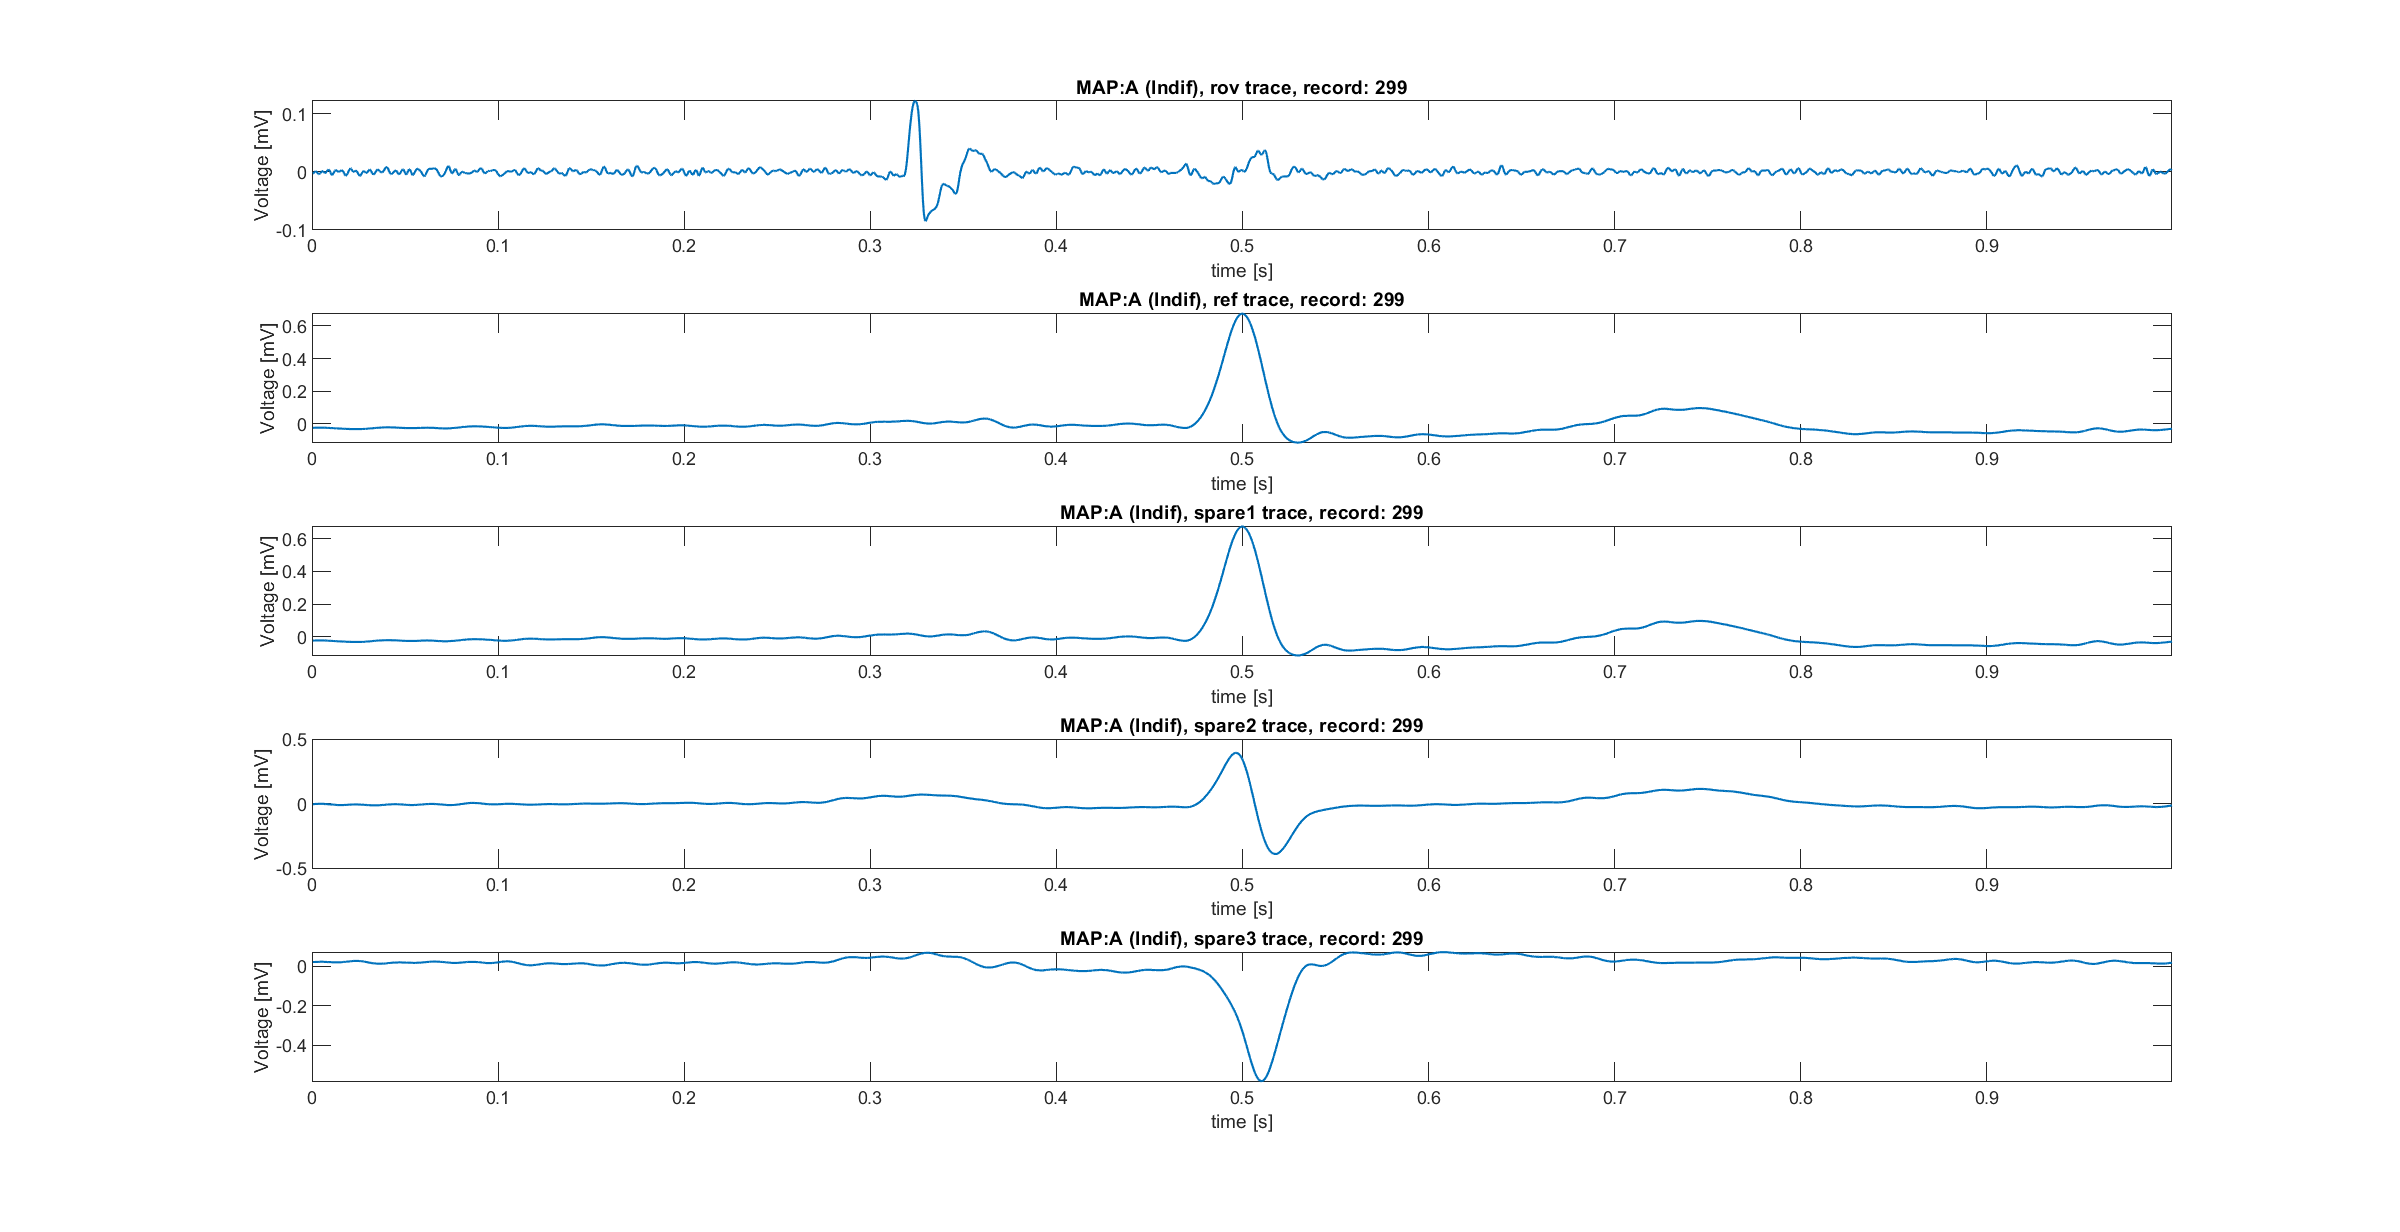 MAP:A (Indif), rov trace, record: 299
Voltage [mV]
0.1
0
-0.1
0 0.1 0.2 0.3 0.4 0.5 0.6 0.7 0.8 0.9
time [s]
MAP:A (Indif), ref trace, record: 299
Voltage [mV]
0.6
0.4
0.2
0
0 0.1 0.2 0.3 0.4 0.5 0.6 0.7 0.8 0.9
time [s]
MAP:A (Indif), spare1 trace, record: 299
Voltage [mV]
0.6
0.4
0.2
0
0 0.1 0.2 0.3 0.4 0.5 0.6 0.7 0.8 0.9
time [s]
MAP:A (Indif), spare2 trace, record: 299
Voltage [mV]
0.5
0
-0.5
0 0.1 0.2 0.3 0.4 0.5 0.6 0.7 0.8 0.9
time [s]
MAP:A (Indif), spare3 trace, record: 299
Voltage [mV]
0
-0.2
-0.4
0 0.1 0.2 0.3 0.4 0.5 0.6 0.7 0.8 0.9
time [s]